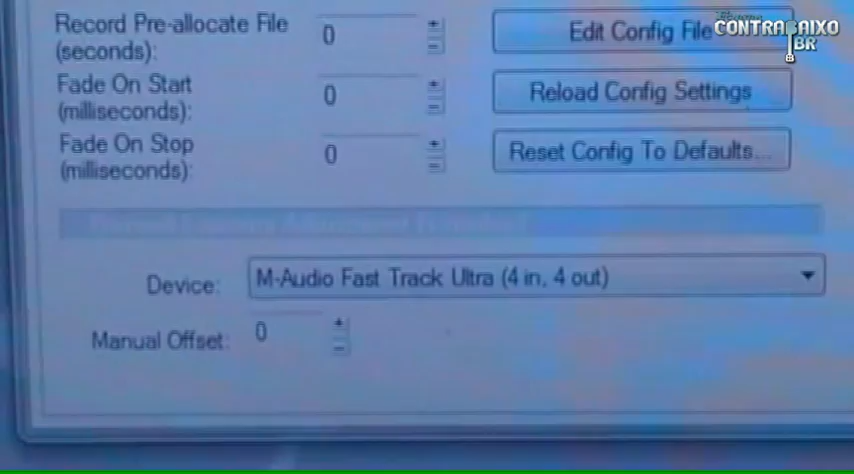 Record Pre-allocate File
(seconds):
0
Edit Config File
CONTRABAIXO
BR
Fade On Start
(milliseconds):
0
Reload Config Settings
Fade On Stop
(milliseconds):
0
Reset Config To Defaults...
Device:
M-Audio Fast Track Ultra (4 in, 4 out)
Manual Offset:
0